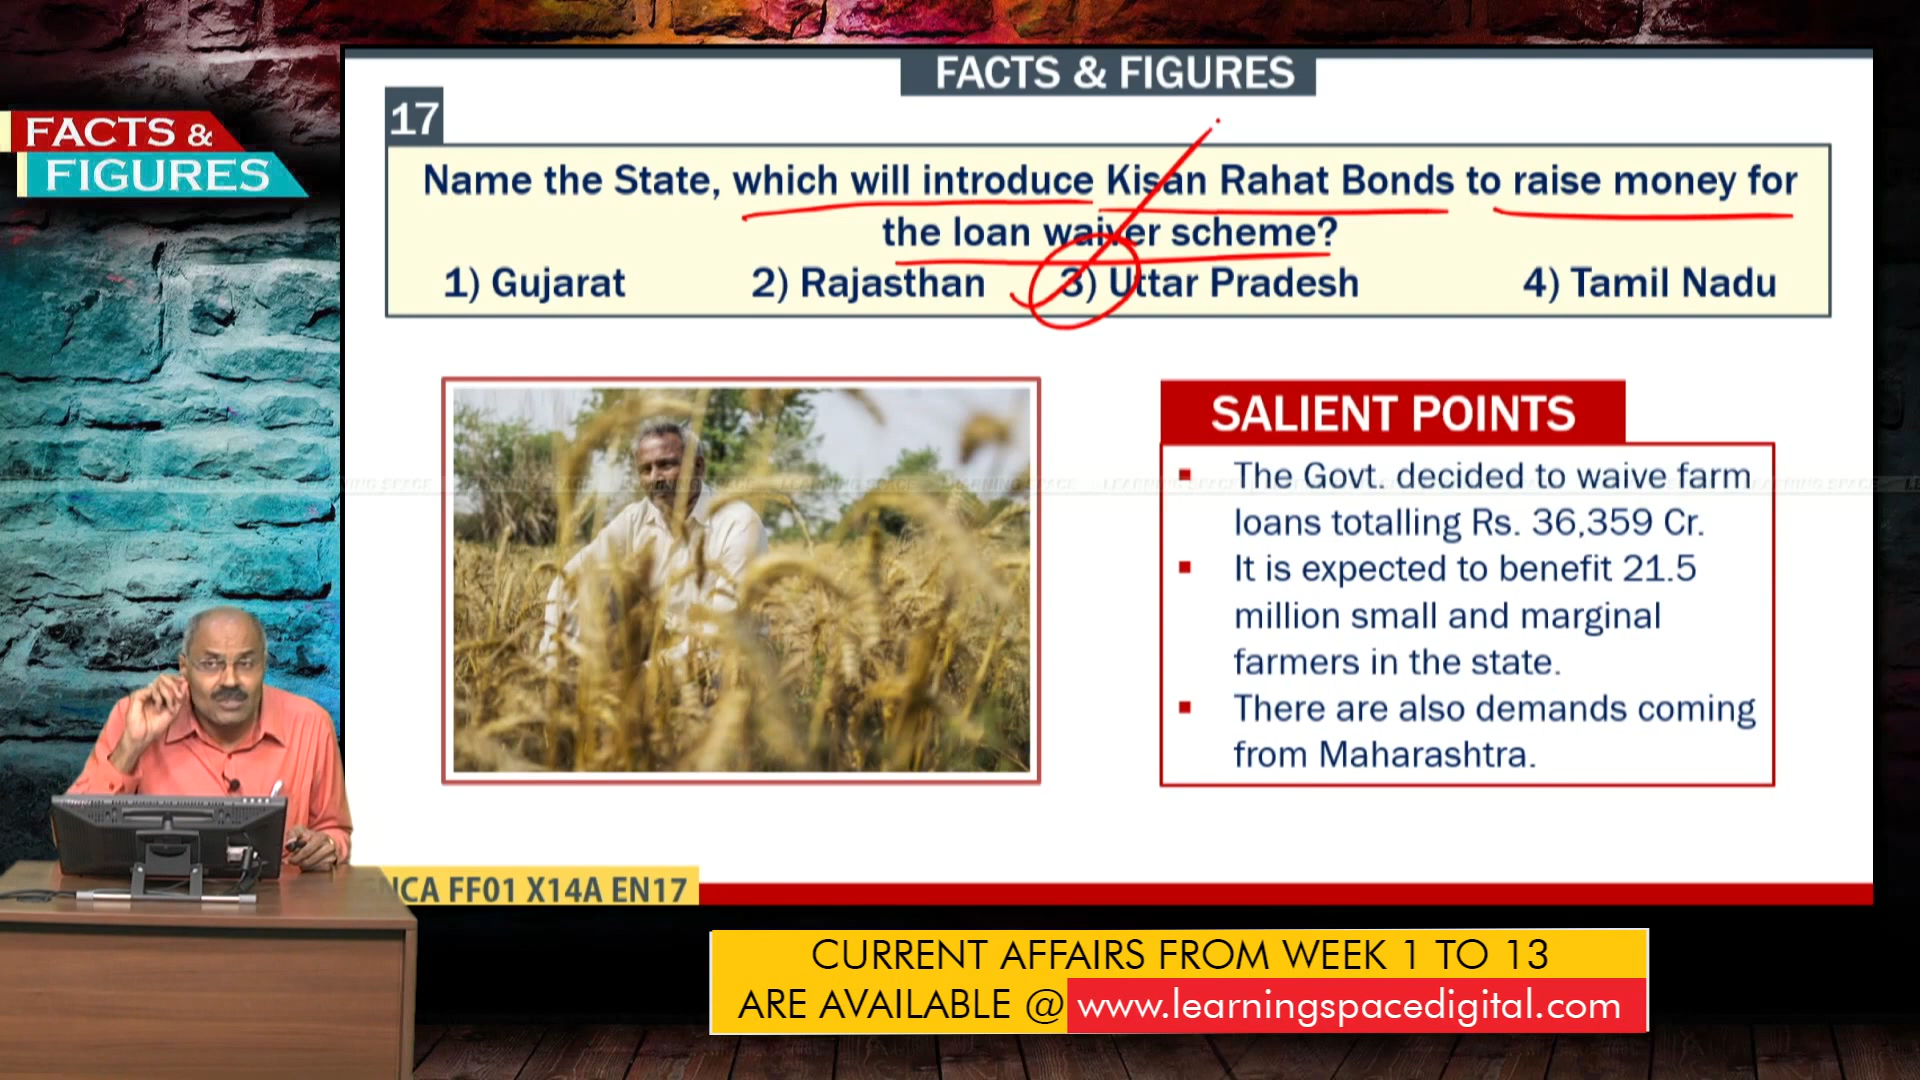 FACTS & FIGURES
FACTS &
FIGURES
17
Name the State, which will introduce Kisan Rahat Bonds to raise money for
the loan waiver scheme?
1) Gujarat 2) Rajasthan 3) Uttar Pradesh 4) Tamil Nadu
SALIENT POINTS
▪ The Govt. decided to waive farm
loans totalling Rs. 36,359 Cr.
▪ It is expected to benefit 21.5
million small and marginal
farmers in the state.
▪ There are also demands coming
from Maharashtra.
LEARNING SPACE
FF01 X14A EN17
CURRENT AFFAIRS FROM WEEK 1 TO 13
ARE AVAILABLE @ www.learningspacedigital.com